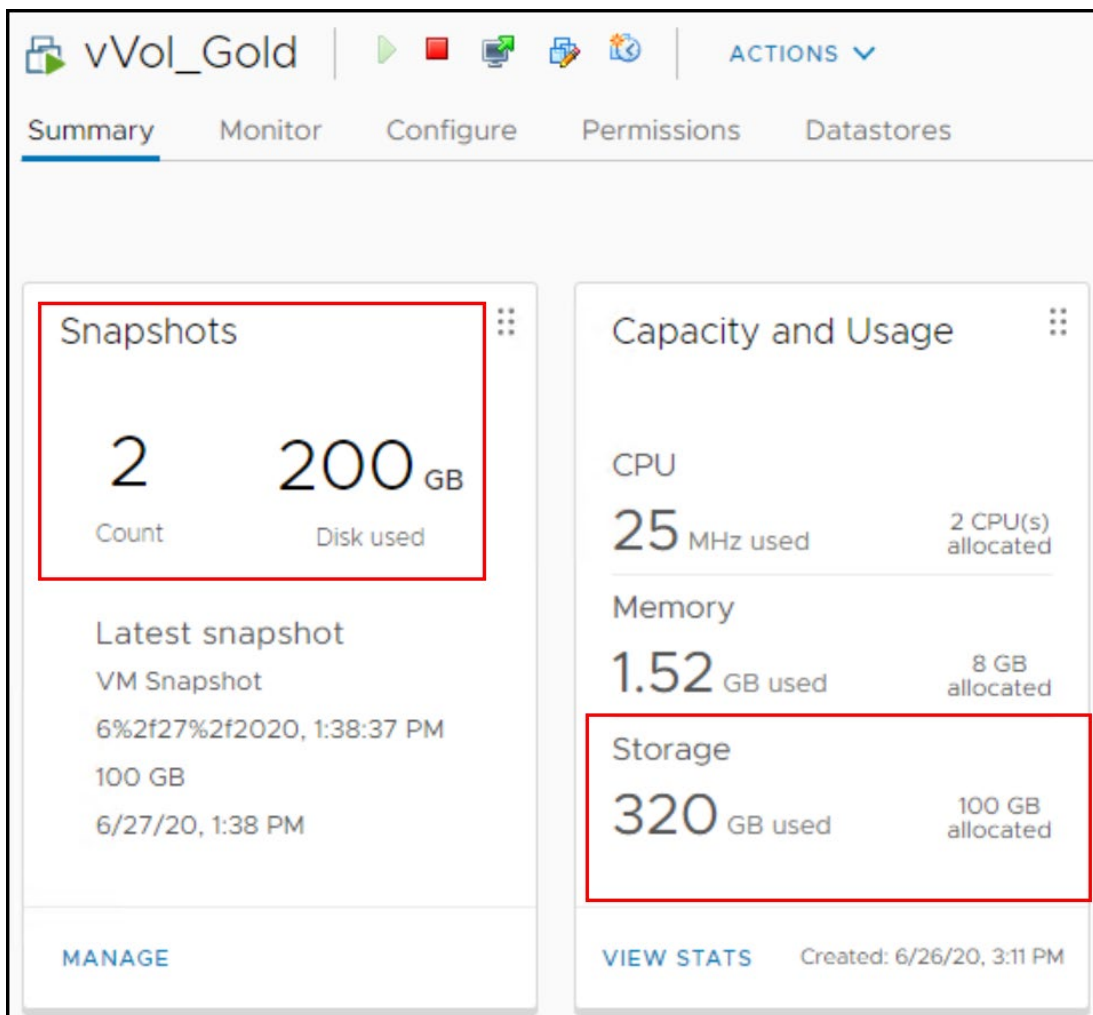 vVol_Gold
ACTIONS
Summary Monitor Configure Permissions Datastores
Snapshots
2 200 GB
Count Disk used
Latest snapshot
VM Snapshot
6%2f27%2f2020, 1:38:37 PM
100 GB
6/27/20, 1:38 PM
MANAGE
Capacity and Usage
CPU
25 MHz used
2 CPU(s)
allocated
Memory
1.52 GB used
8 GB
allocated
Storage
320 GB used
100 GB
allocated
VIEW STATS Created: 6/26/20, 3:11 PM